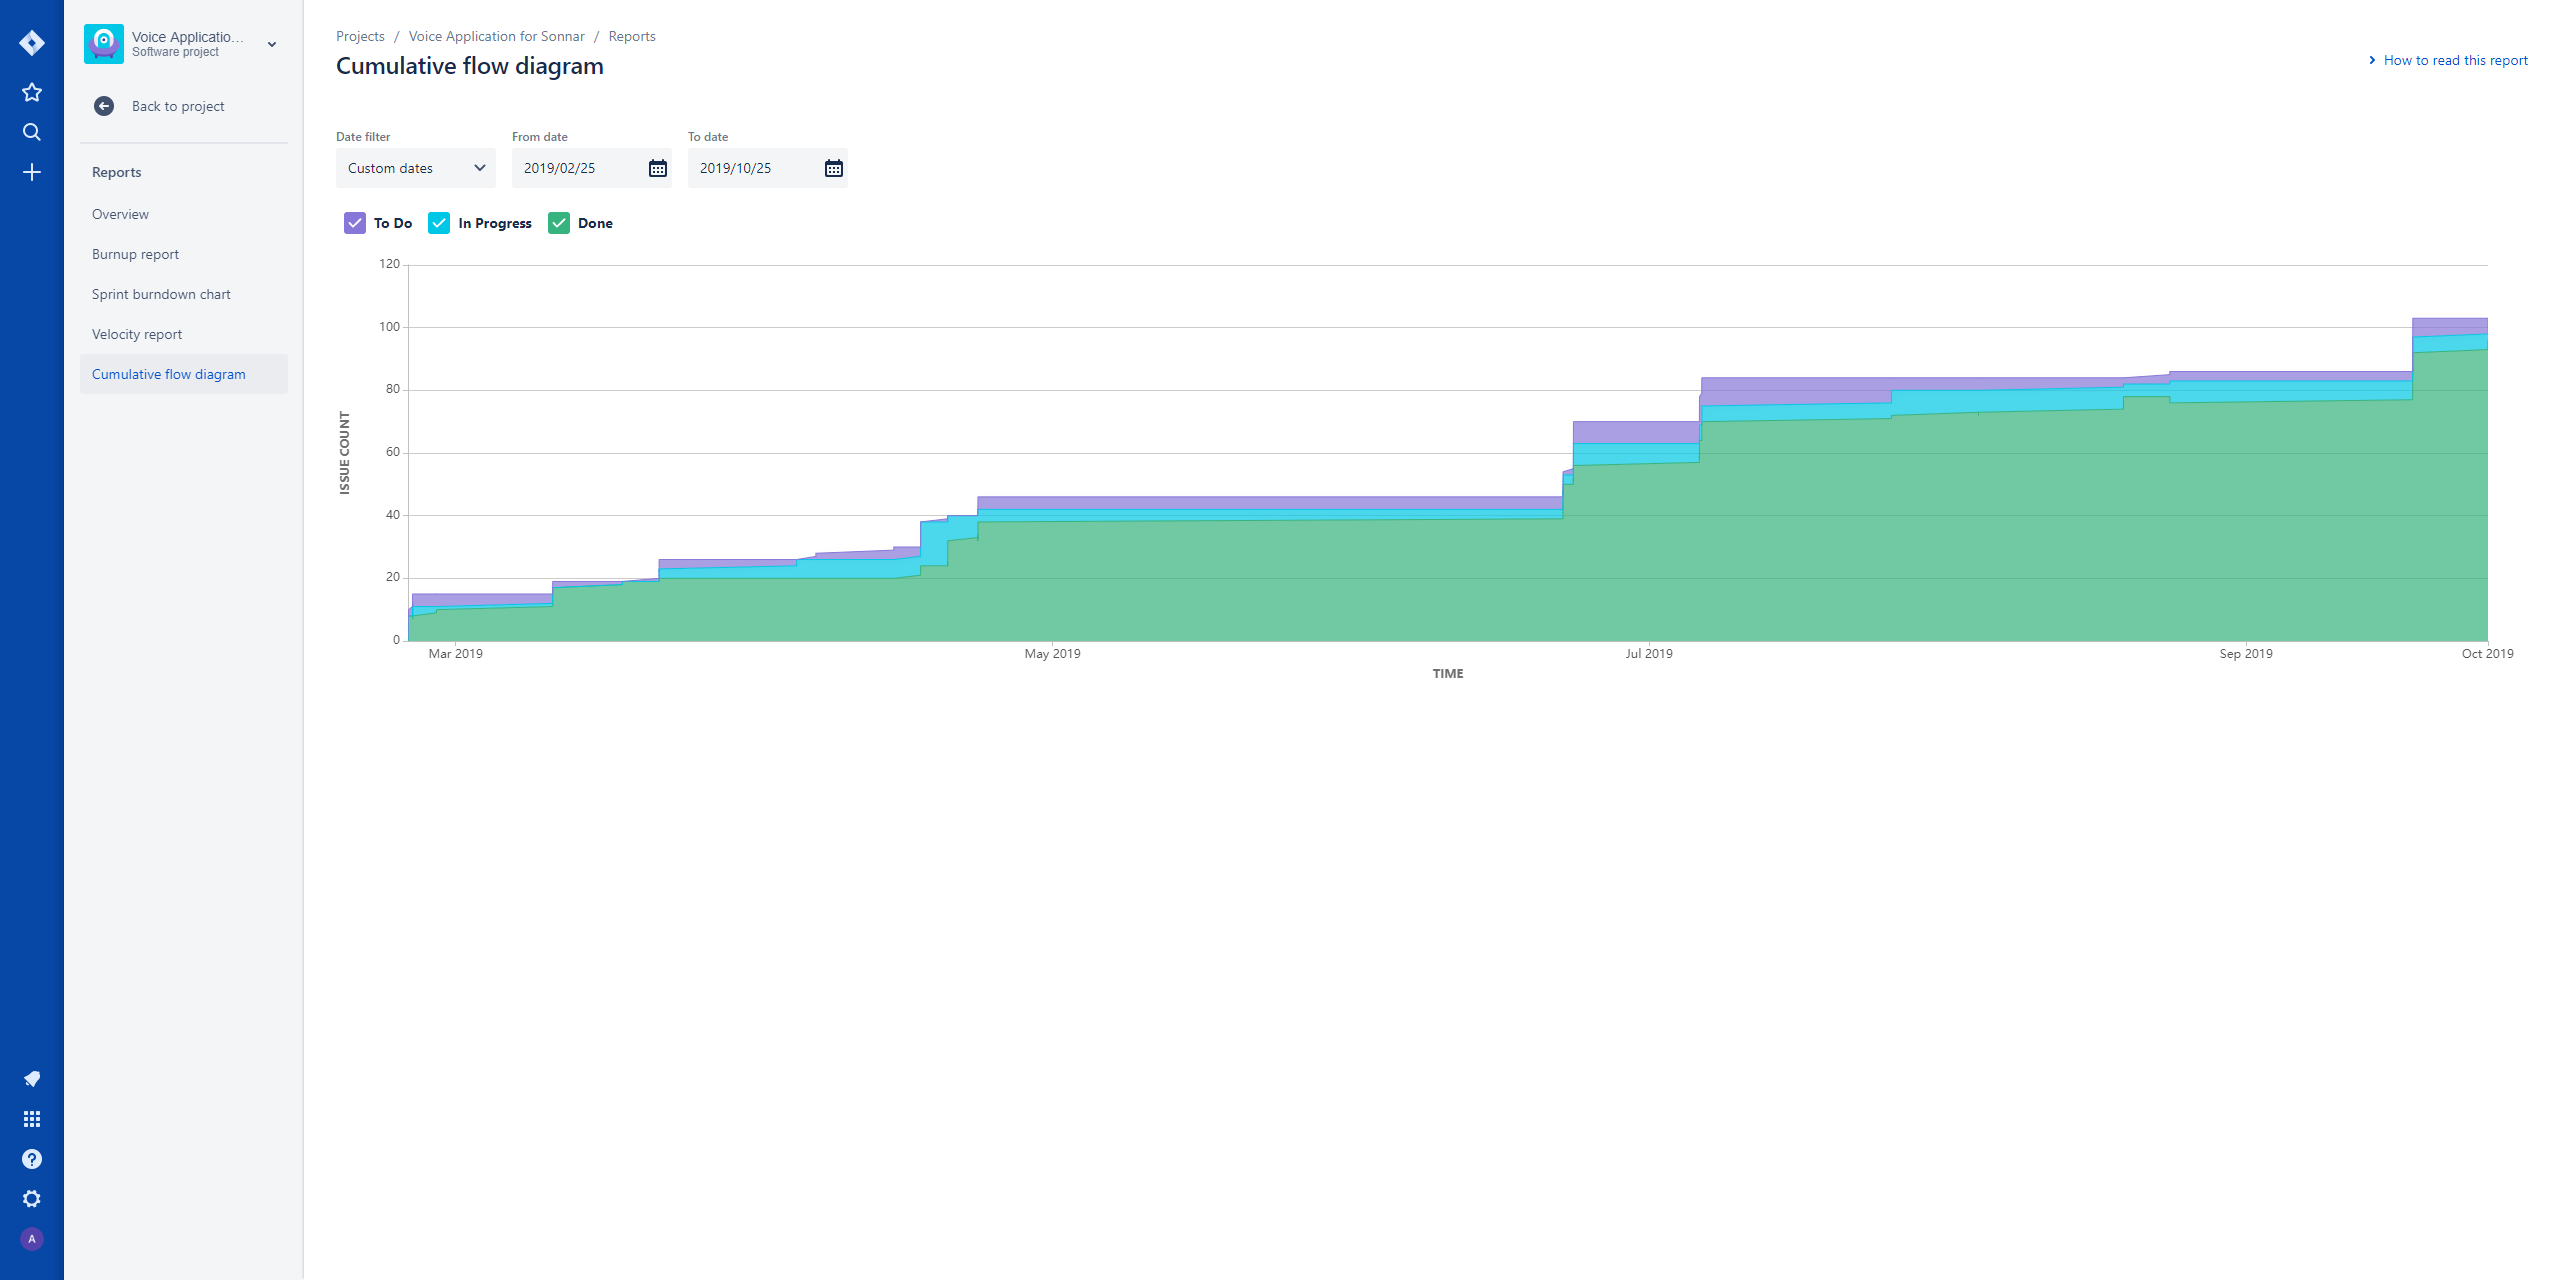 Voice Applicatio...
Software project
Back to project
Reports
Overview
Burnup report
Sprint burndown chart
Velocity report
Cumulative flow diagram
A
Projects / Voice Application for Sonnar / Reports
Cumulative flow diagram
How to read this report
Date filter From date To date
Custom dates 2019/02/25 2019/10/25
To Do In Progress Done
120
100
80
60
40
20
0
ISSUE COUNT
Mar 2019 May 2019 Jul 2019 Sep 2019 Oct 2019
TIME